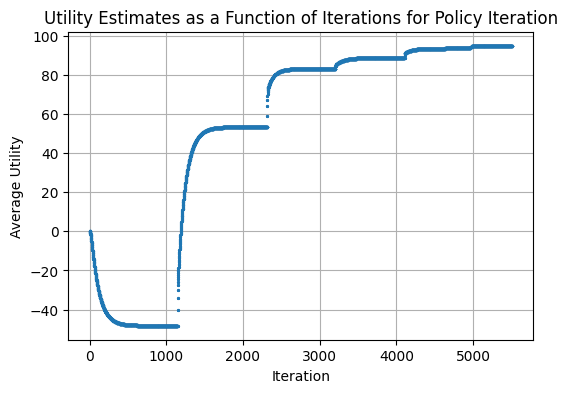 Utility Estimates as a Function of Iterations for Policy Iteration
100
80
60
40
20
0
−20
−40
Average Utility
0 1000 2000 3000 4000 5000
Iteration